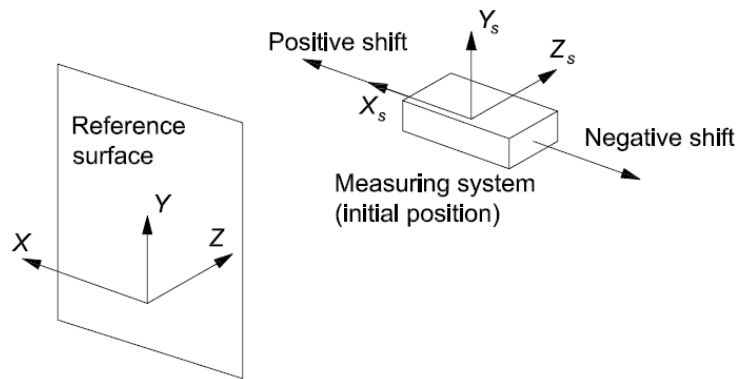 Positive shift
Yₛ
Zₛ
Xₛ
Reference
surface
Negative shift
Measuring system
(initial position)
Y
X
Z